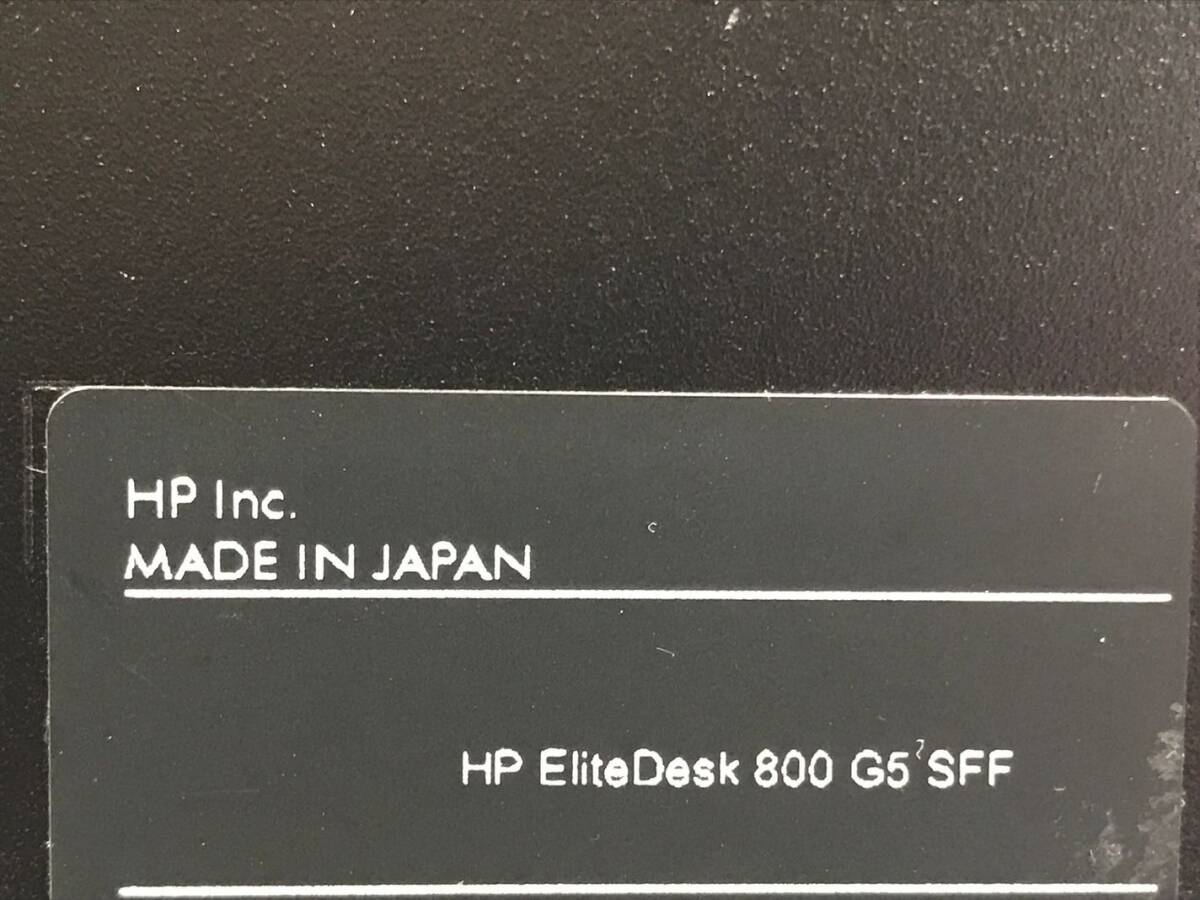 HP Inc.
MADE IN JAPAN
HP EliteDesk 800 G5 SFF